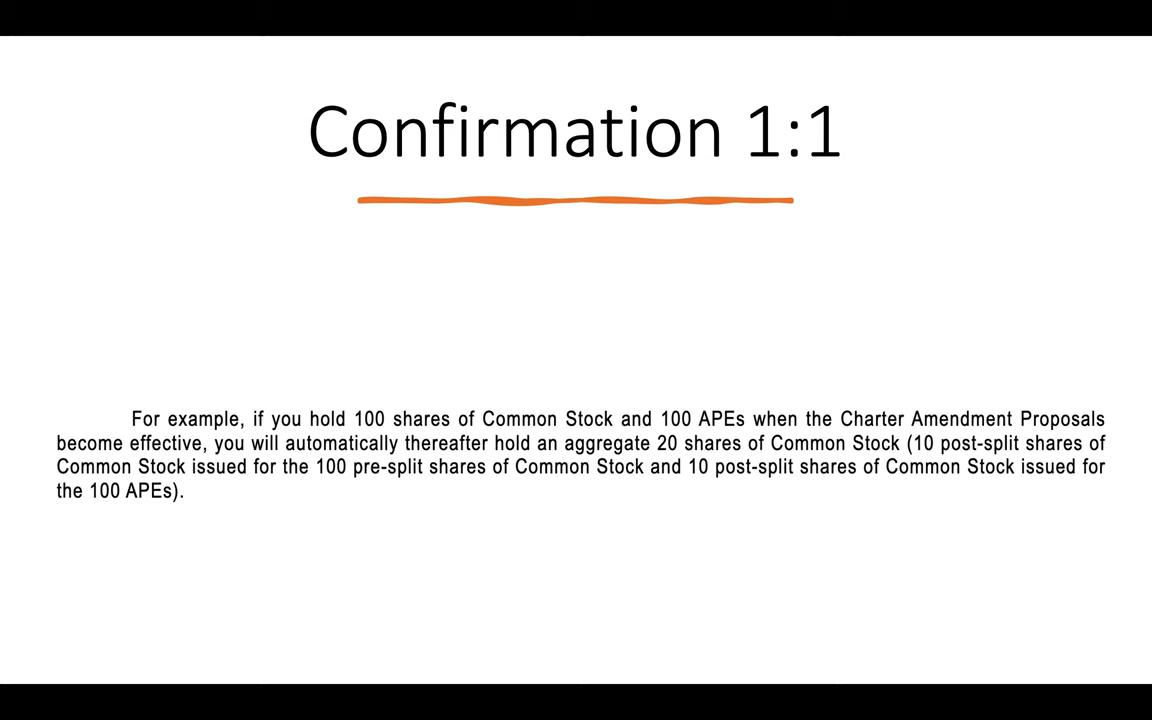 Confirmation 1:1
For example, if you hold 100 shares of Common Stock and 100 APEs when the Charter Amendment Proposals
become effective, you will automatically thereafter hold an aggregate 20 shares of Common Stock (10 post-split shares of
Common Stock issued for the 100 pre-split shares of Common Stock and 10 post-split shares of Common Stock issued for
the 100 APEs).